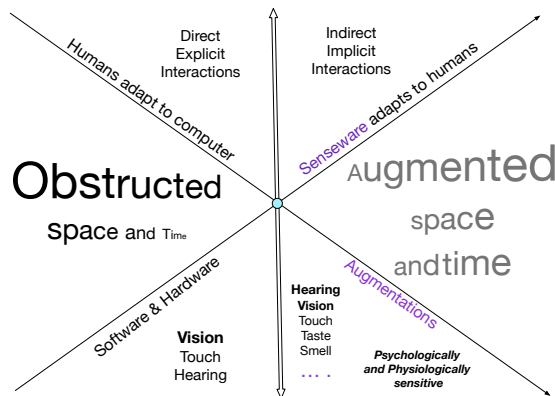 Direct
Explicit
Interactions
Indirect
Implicit
Interactions
Humans adapt to computer
Senseware adapts to humans
Obstructed
space and Time
Augmented
space
and time
Software & Hardware
Augmentations
Vision
Touch
Hearing
Hearing
Vision
Touch
Taste
Smell
... .
Psychologically
and Physiologically
sensitive